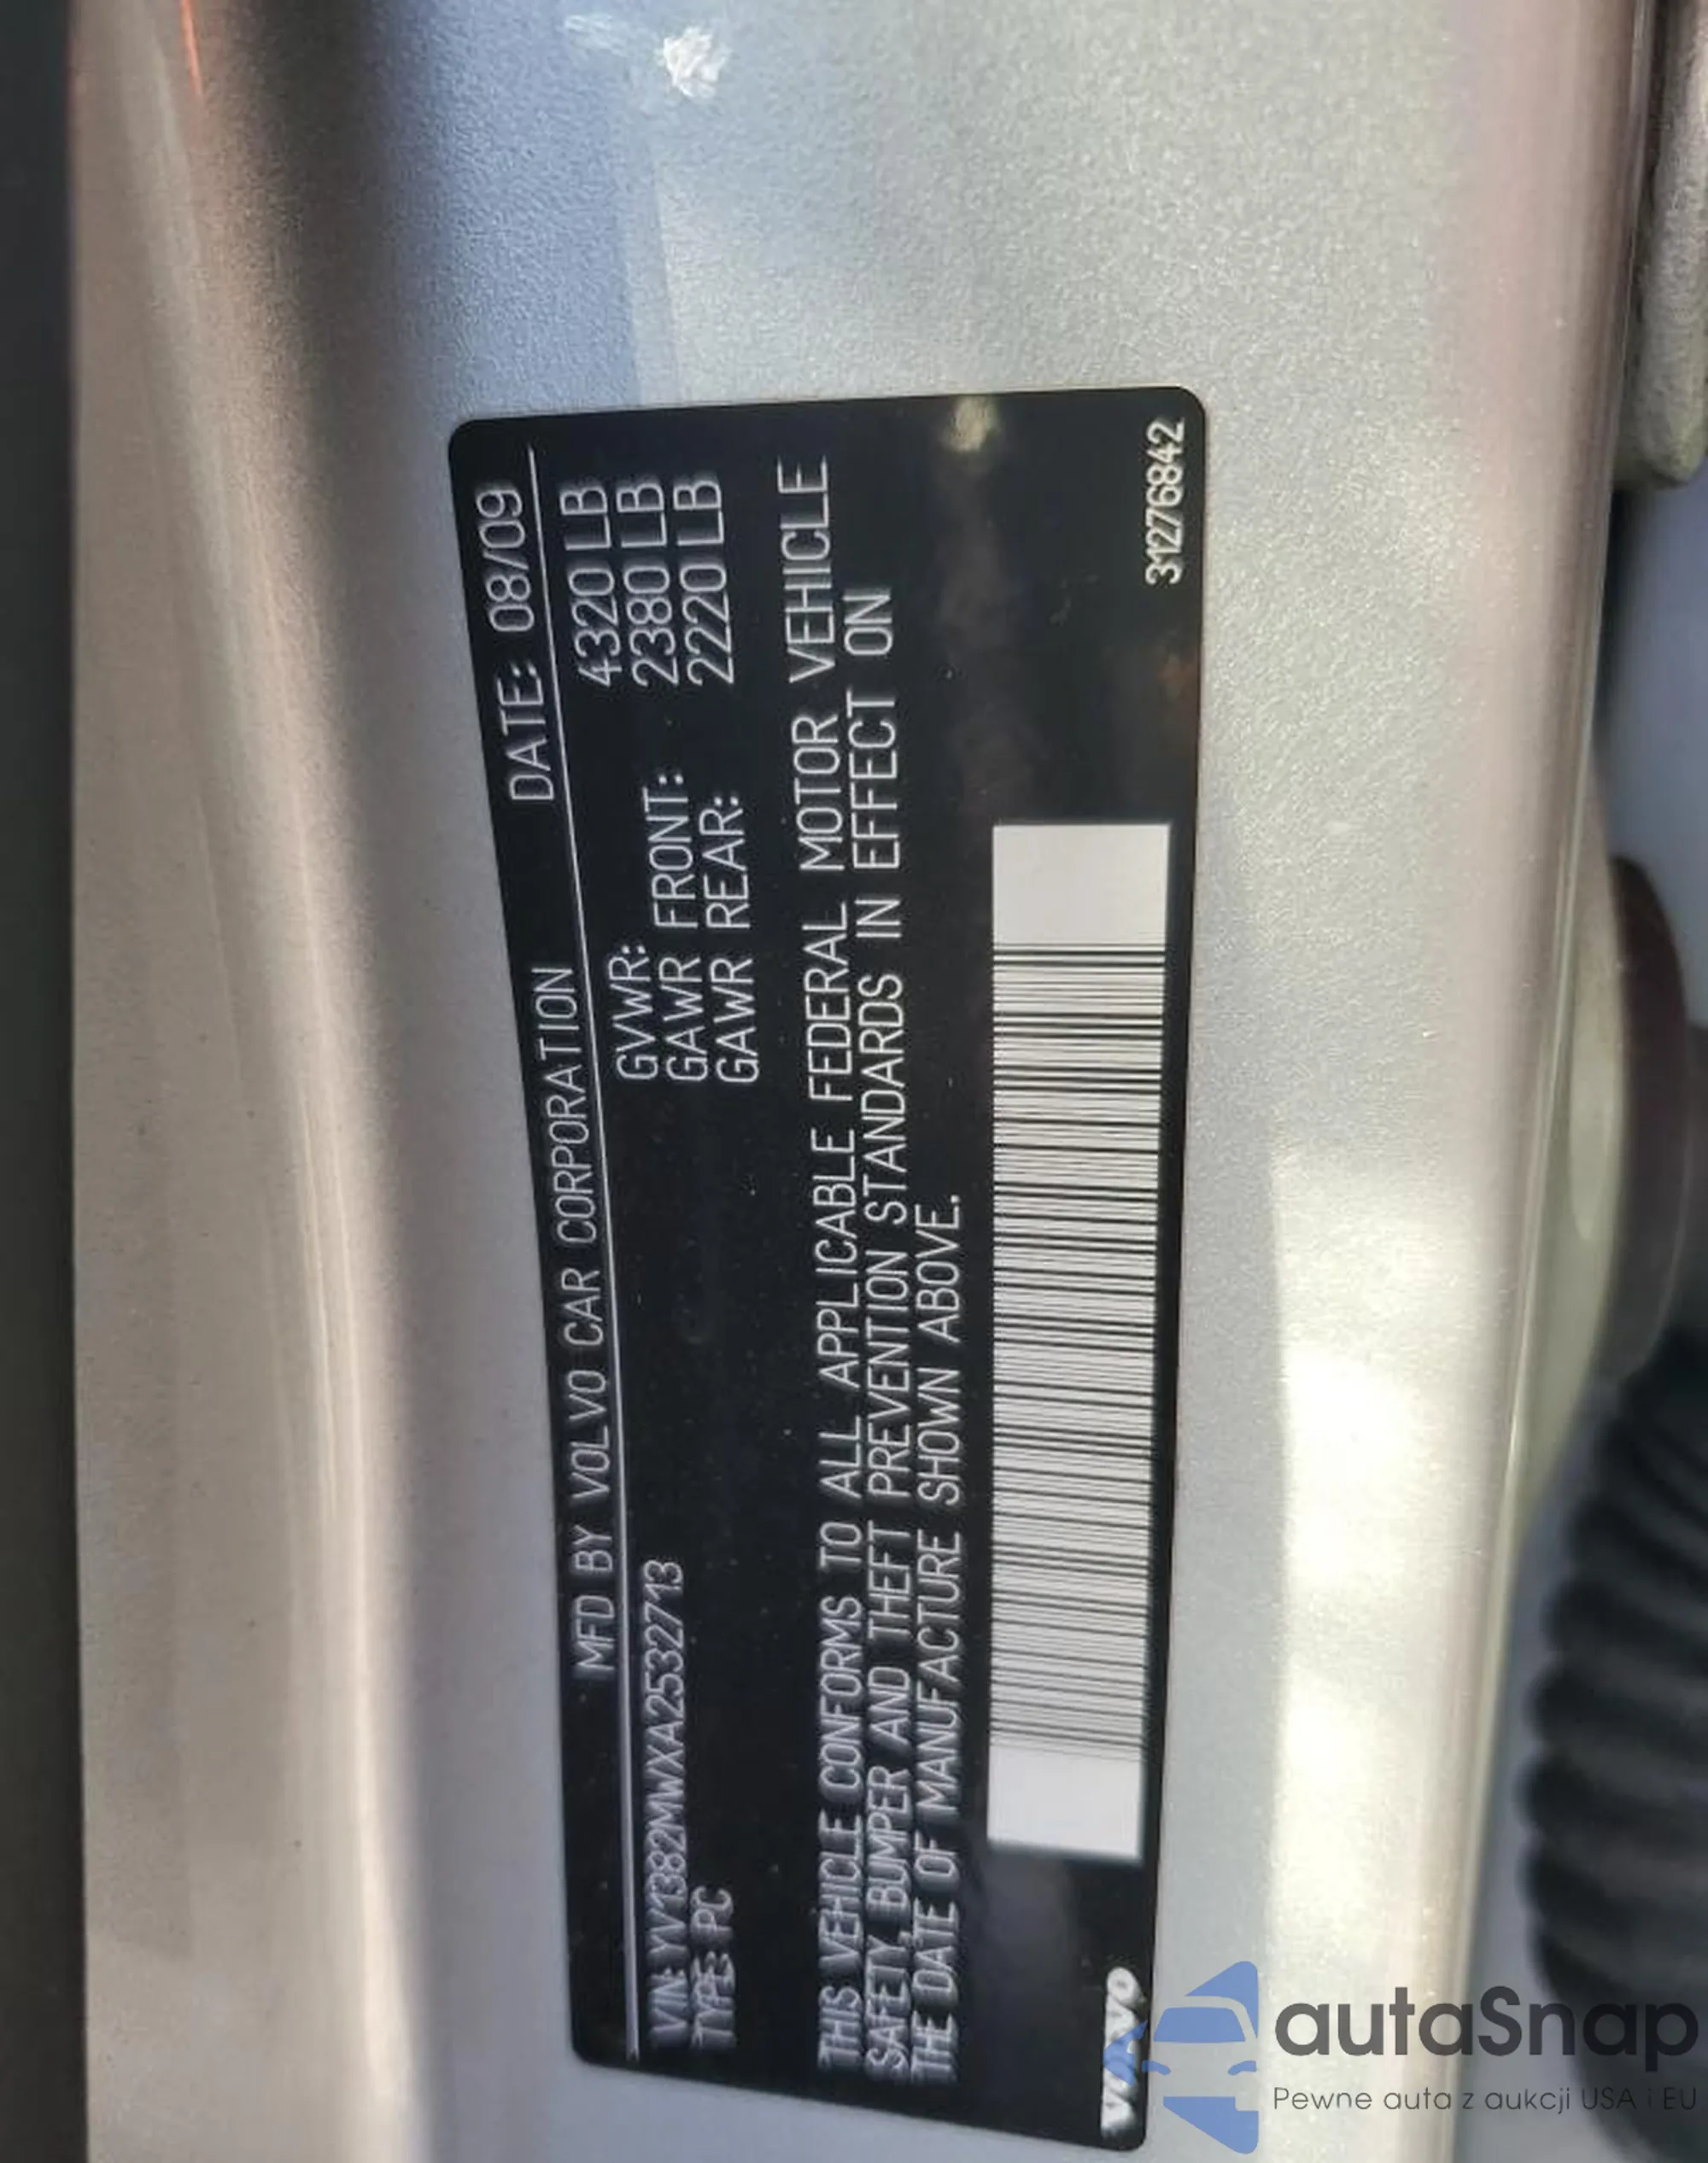 MFD BY VOLVO CAR CORPORATION DATE: 08/09
VIN: YV1382MWXA2532713 GVWR: 4320 LB
TYPE: PC GAWR FRONT: 2380 LB
GAWR REAR: 2220 LB
THIS VEHICLE CONFORMS TO ALL APPLICABLE FEDERAL MOTOR VEHICLE
SAFETY, BUMPER AND THEFT PREVENTION STANDARDS IN EFFECT ON
THE DATE OF MANUFACTURE SHOWN ABOVE.
VOLVO 31276842
autaSnap
Pewne auta z aukcji USA i EU